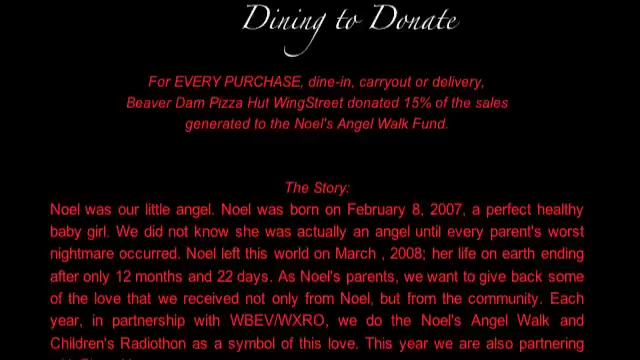 Dining to Donate
For EVERY PURCHASE, dine-in, carryout or delivery,
Beaver Dam Pizza Hut WingStreet donated 15% of the sales
generated to the Noel's Angel Walk Fund.
The Story:
Noel was our little angel. Noel was born on February 8, 2007, a perfect healthy
baby girl. We did not know she was actually an angel until every parent's worst
nightmare occurred. Noel left this world on March , 2008; her life on earth ending
after only 12 months and 22 days. As Noel's parents, we want to give back some
of the love that we received not only from Noel, but from the community. Each
year, in partnership with WBEV/WXRO, we do the Noel's Angel Walk and
Children's Radiothon as a symbol of this love. This year we are also partnering